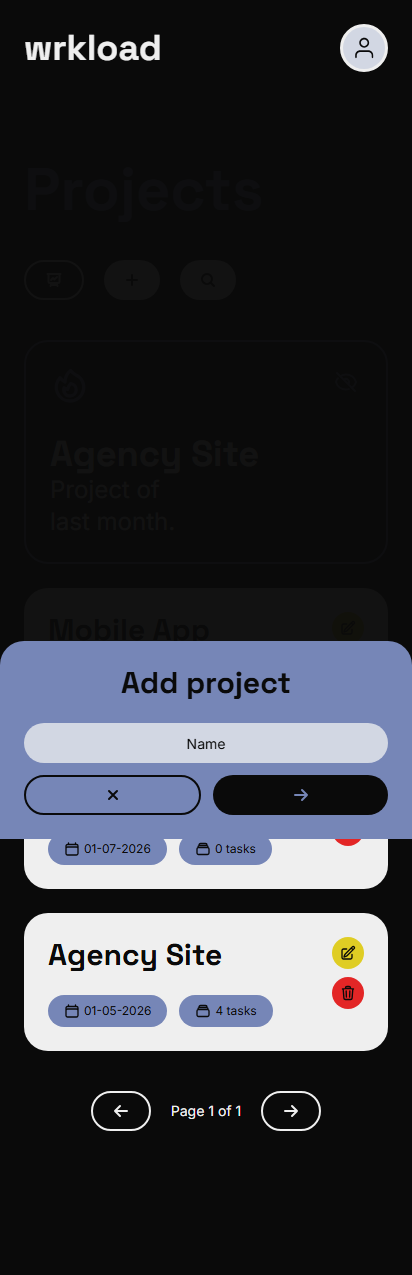 wrkload
Projects
Agency Site
Project of
last month.
Mobile App
Add project
Name
01-07-2026
0 tasks
Agency Site
01-05-2026
4 tasks
Page 1 of 1